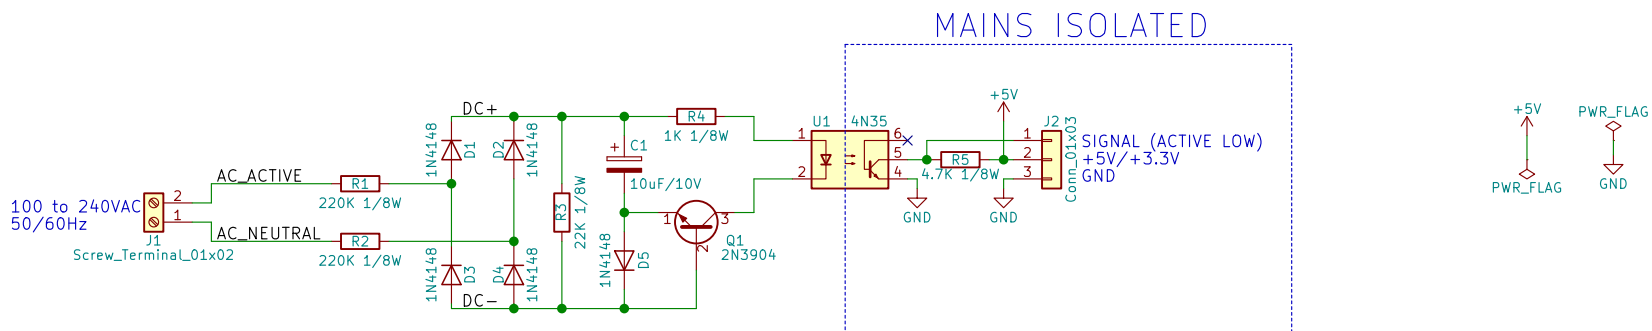 MAINS ISOLATED
100 to 240VAC
50/60Hz
2
1
J1
Screw_Terminal_01x02
AC_ACTIVE
R1
220K 1/8W
AC_NEUTRAL
R2
220K 1/8W
DC+
1N4148
D1
D2
1N4148
1N4148
D3
D4
1N4148
DC-
R3
22K 1/8W
+
C1
10uF/10V
1N4148
D5
R4
1K 1/8W
1
3
2
Q1
2N3904
U1
4N35
1
2
6
5
4
R5
4.7K 1/8W
GND
+5V
GND
J2
1
2
3
Conn_01x03
SIGNAL (ACTIVE LOW)
+5V/+3.3V
GND
+5V
PWR_FLAG
PWR_FLAG
GND